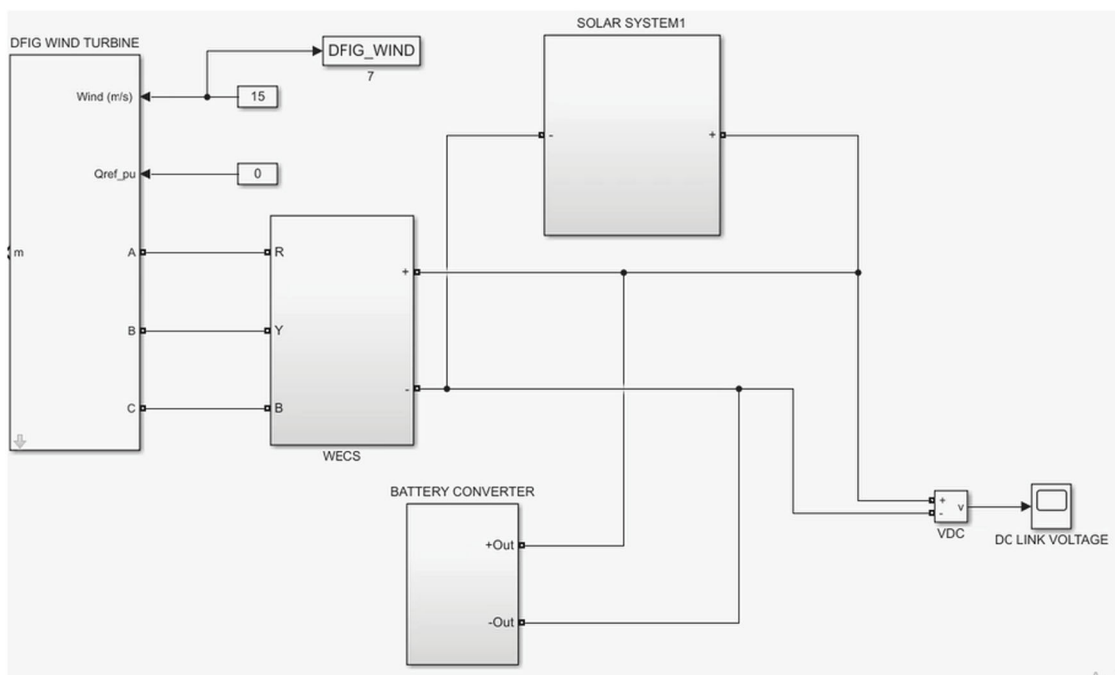 SOLAR SYSTEM1
DFIG WIND TURBINE
DFIG_WIND
7
Wind (m/s)
15
- +
Qref_pu
0
m
A
R
+
B
Y
-
C
B
WECS
BATTERY CONVERTER
+Out
-Out
+
-
v
VDC
DC LINK VOLTAGE